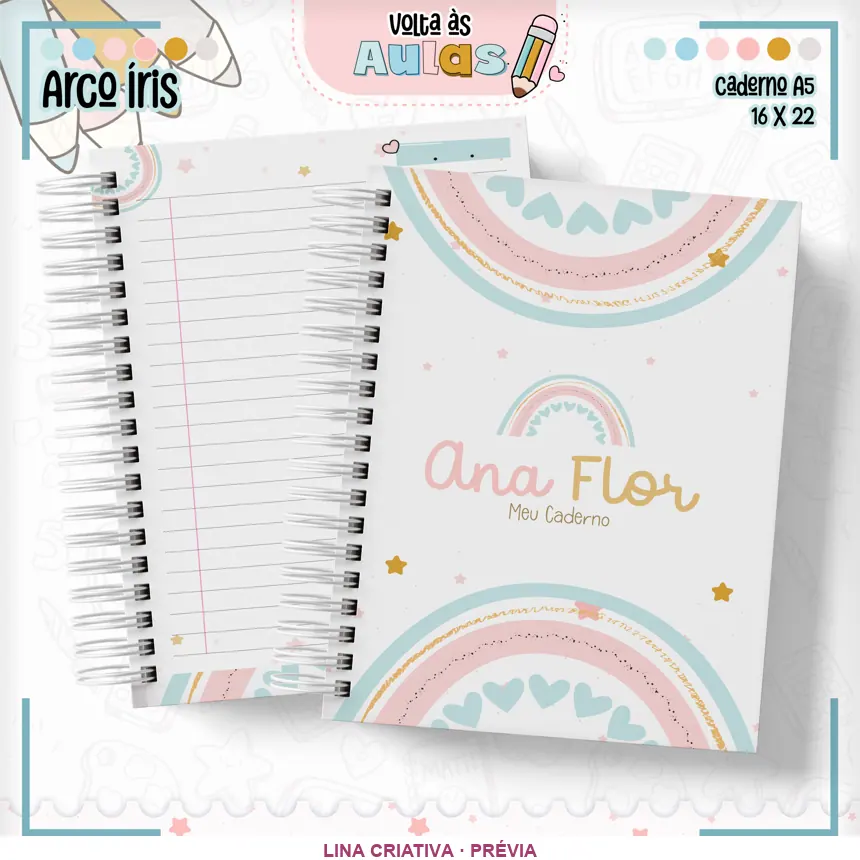 Volta às
Aulas
Arco Íris
Caderno A5
16 X 22
Ana Flor
Meu Caderno
LINA CRIATIVA · PRÉVIA